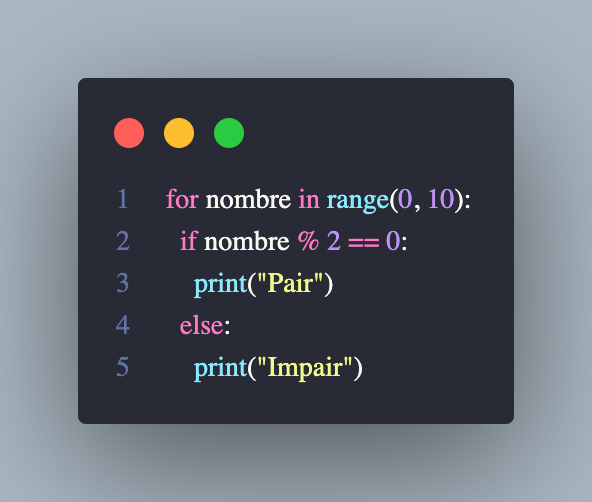 1 for nombre in range(0, 10):
2 if nombre % 2 == 0:
3 print("Pair")
4 else:
5 print("Impair")